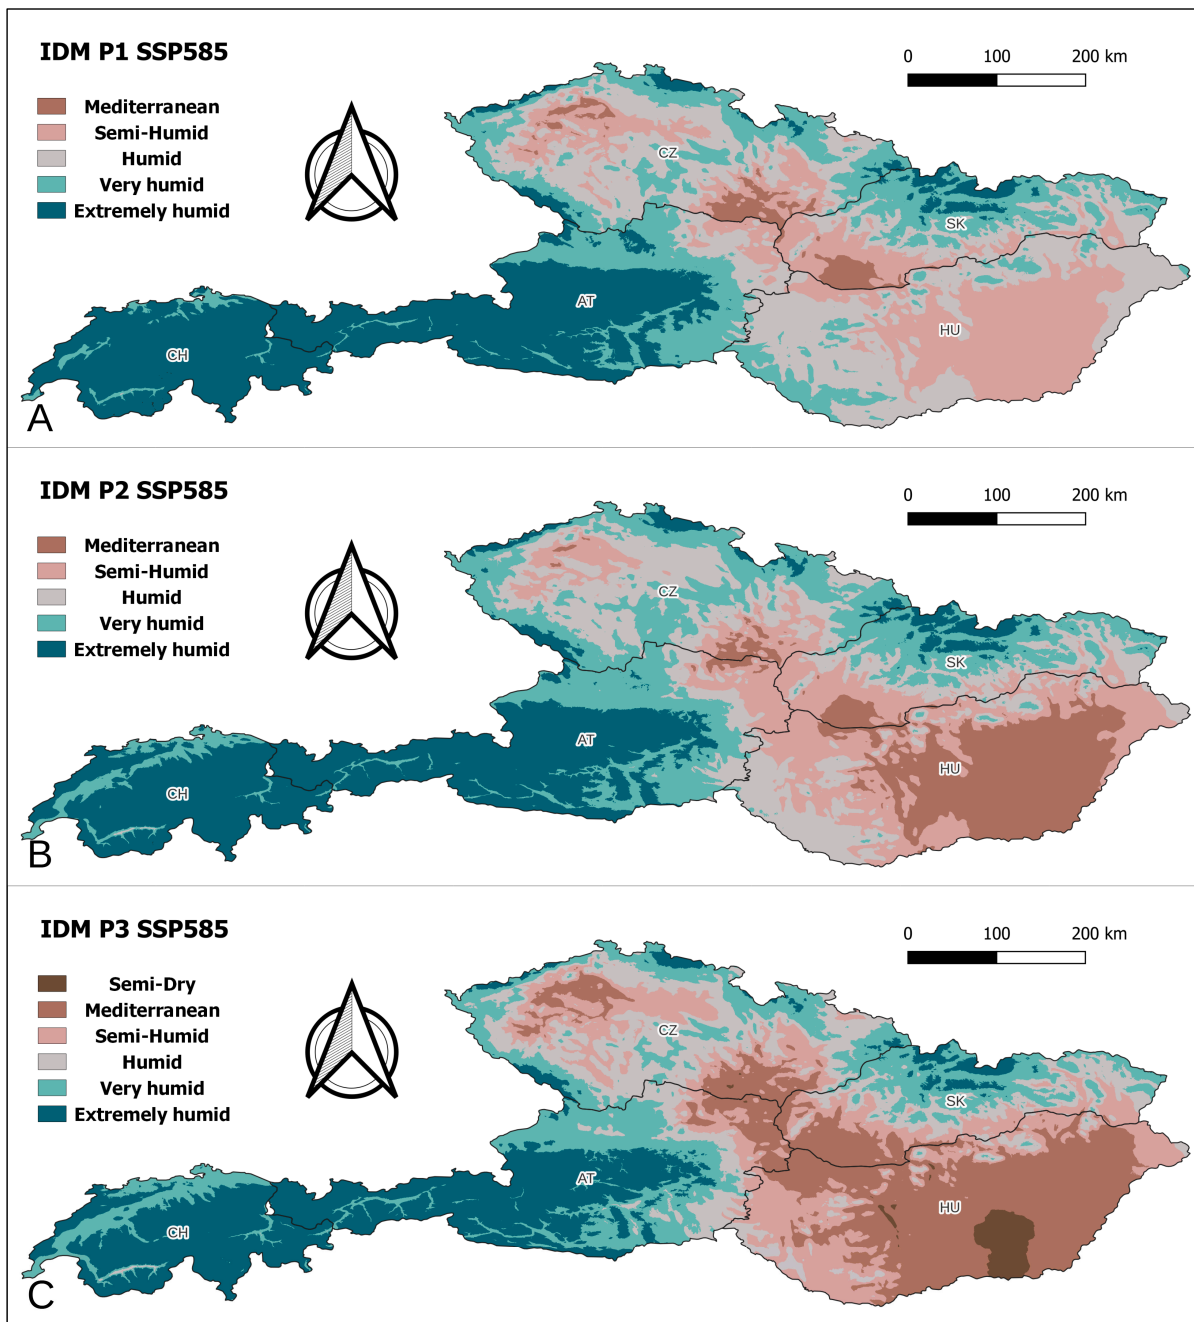 IDM P1 SSP585
0 100 200 km
Mediterranean
Semi-Humid
Humid
Very humid
Extremely humid
CZ
SK
AT
HU
CH
A
IDM P2 SSP585
0 100 200 km
Mediterranean
Semi-Humid
Humid
Very humid
Extremely humid
CZ
SK
AT
HU
CH
B
IDM P3 SSP585
0 100 200 km
Semi-Dry
Mediterranean
Semi-Humid
Humid
Very humid
Extremely humid
CZ
SK
AT
HU
CH
C